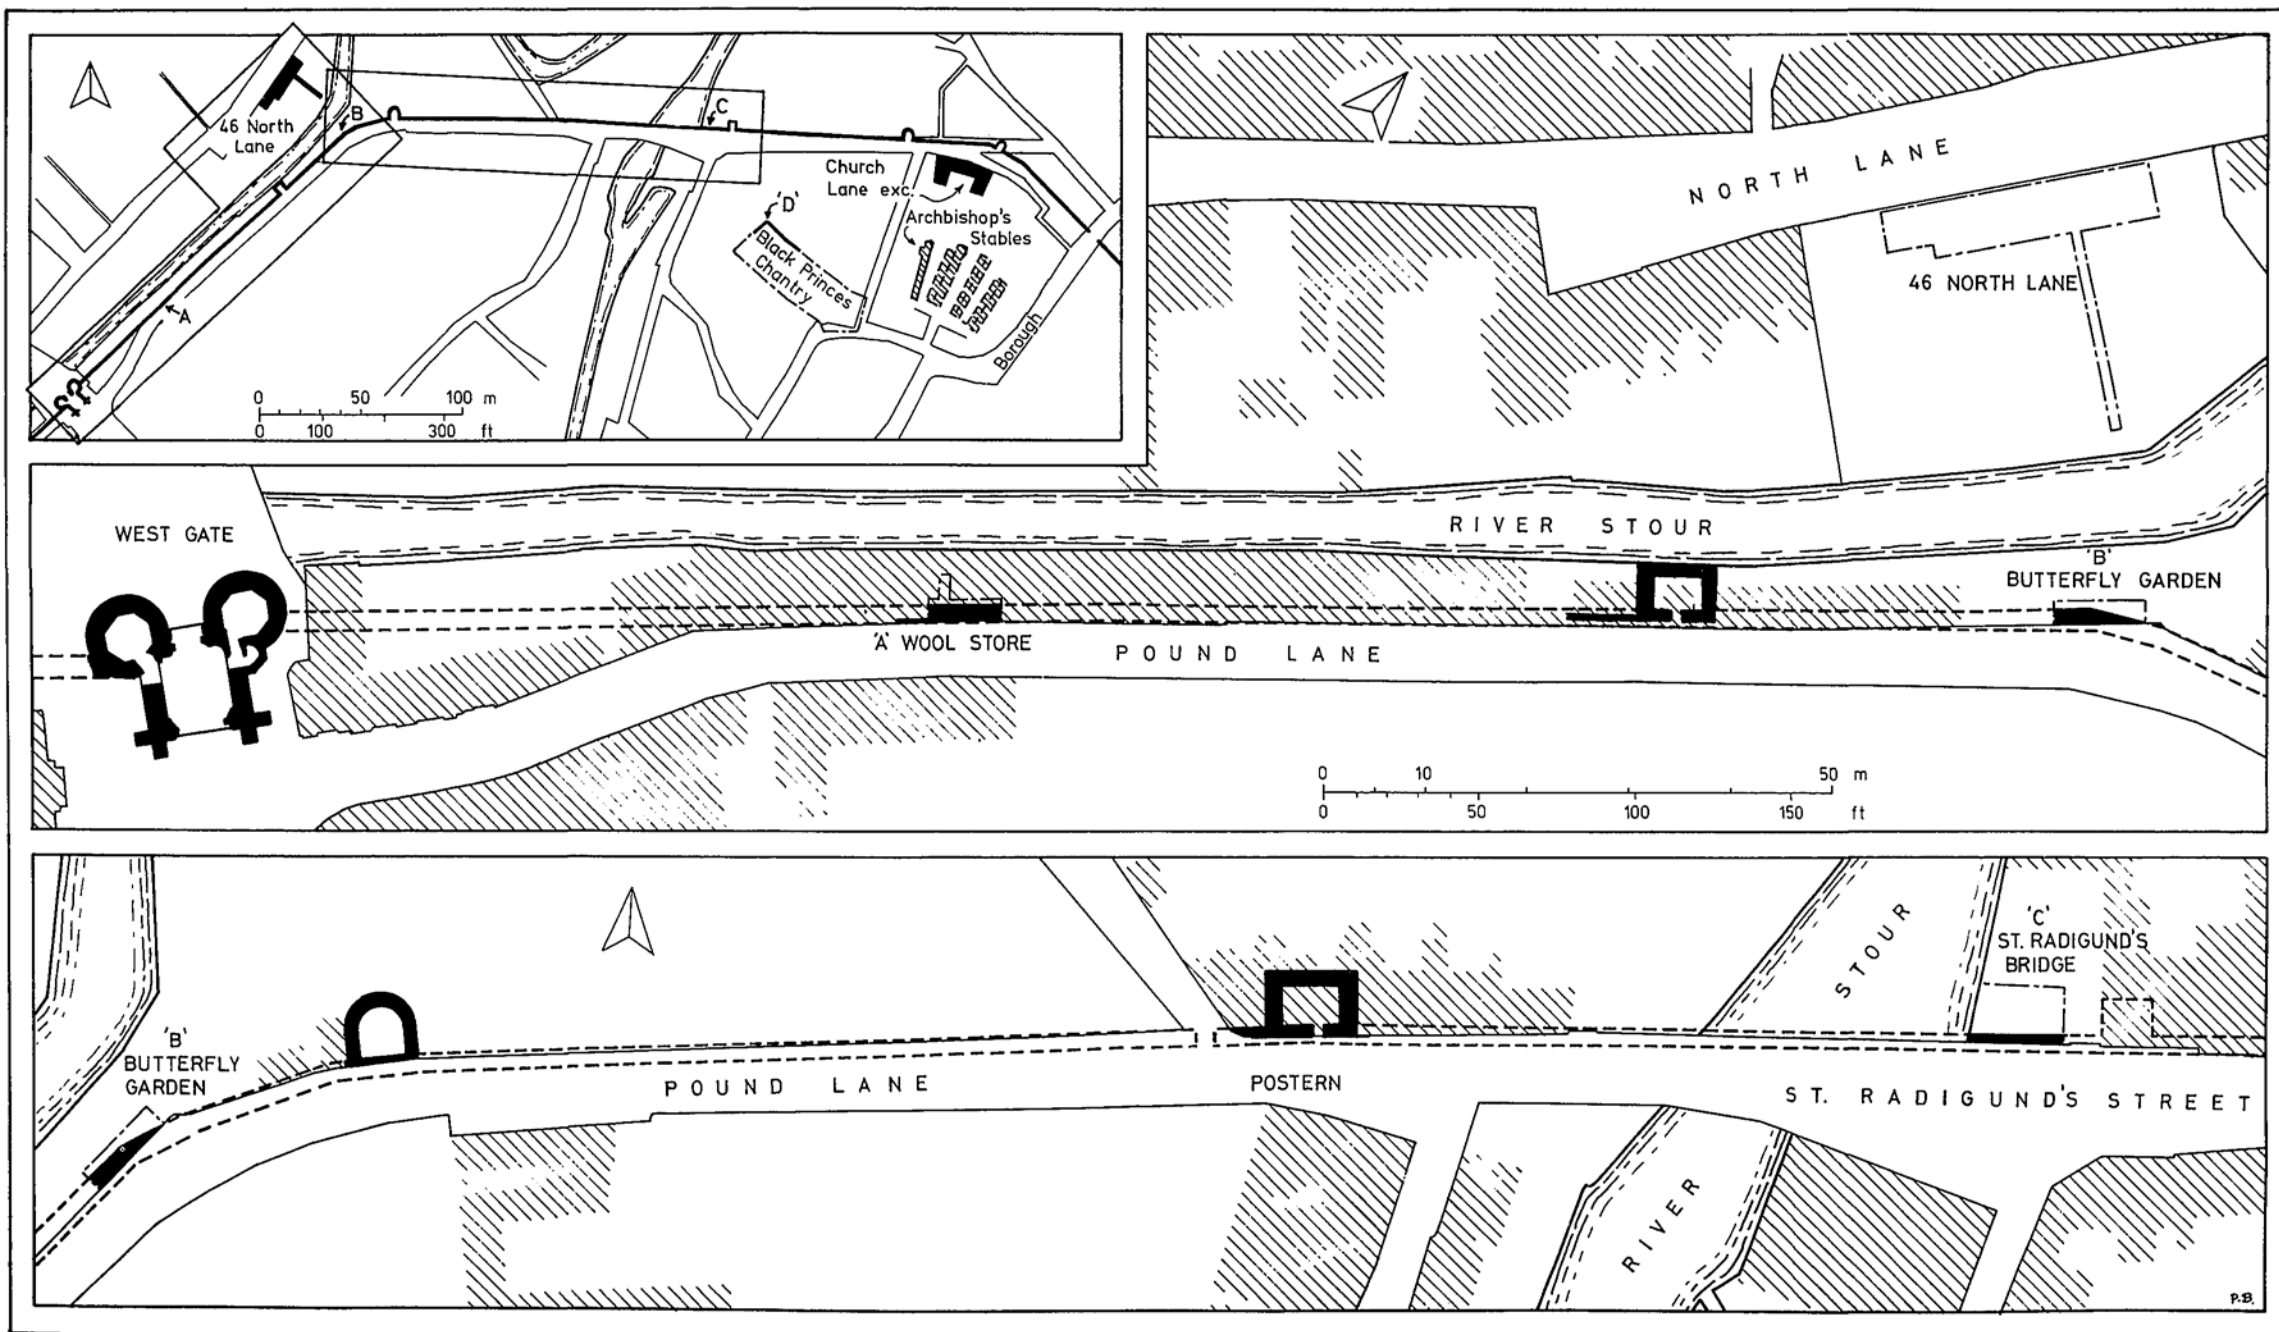 46 North
Lane
B
C
A
Church
Lane exc.
'D'
Archbishop's
Stables
Black Princes
Chantry
Borough
0 50 100 m
0 100 300 ft
NORTH LANE
46 NORTH LANE
WEST GATE
RIVER STOUR
'B'
BUTTERFLY GARDEN
'A' WOOL STORE
POUND LANE
0 10 50 m
0 50 100 150 ft
'B'
BUTTERFLY
GARDEN
POUND LANE
POSTERN
STOUR
'C'
ST. RADIGUND'S
BRIDGE
ST. RADIGUND'S STREET
RIVER
P.B.